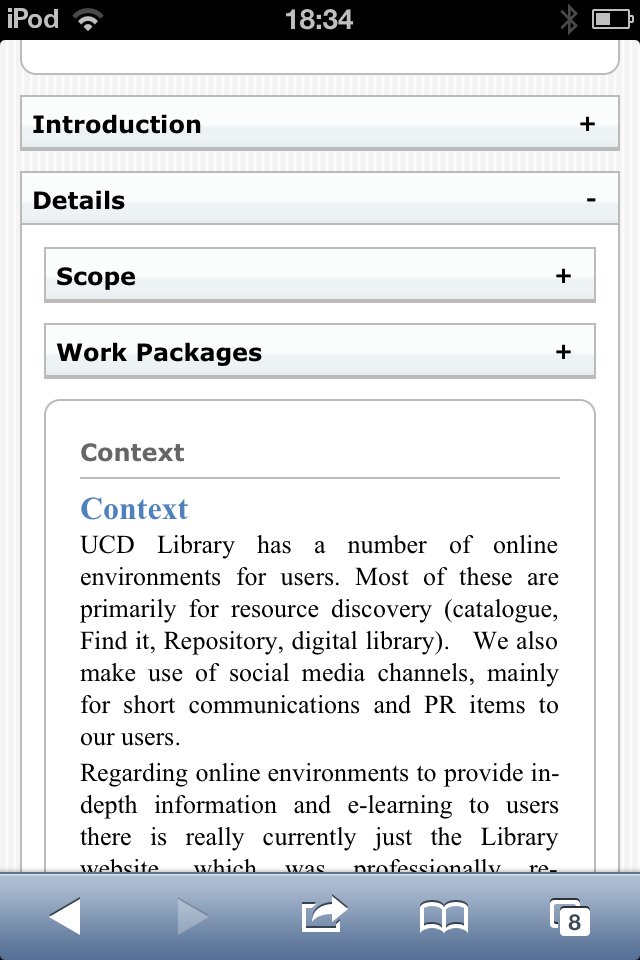 iPod 18:34
Introduction +
Details -
Scope +
Work Packages +
Context
Context
UCD Library has a number of online
environments for users. Most of these are
primarily for resource discovery (catalogue,
Find it, Repository, digital library). We also
make use of social media channels, mainly
for short communications and PR items to
our users.
Regarding online environments to provide in-
depth information and e-learning to users
there is really currently just the Library
website, which was professionally re-
8